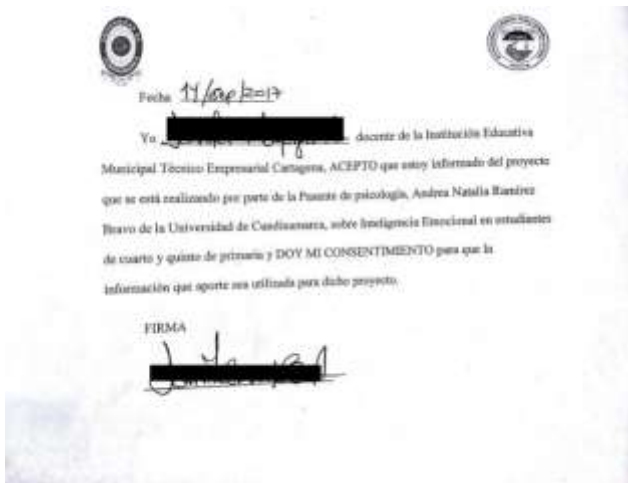 Fecha 14/sep/2017
Yo docente de la Institución Educativa
Municipal Técnico Empresarial Cartagena, ACEPTO que estoy informado del proyecto
que se está realizando por parte de la Pasante de psicología, Andrea Natalia Ramírez
Bravo de la Universidad de Cundinamarca, sobre Inteligencia Emocional en estudiantes
de cuarto y quinto de primaria y DOY MI CONSENTIMIENTO para que la
información que aporte sea utilizada para dicho proyecto.
FIRMA